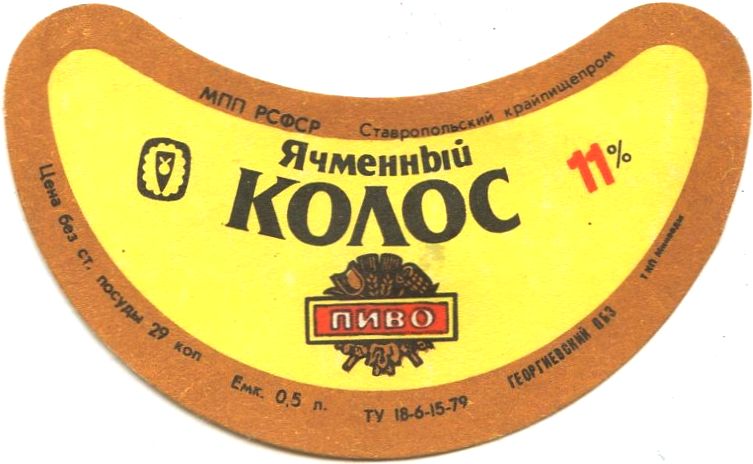 МПП РСФСР Ставропольский крайпищепром
Ячменный
КОЛОС
11%
ПИВО
Цена без ст. посуды 29 коп
Емк. 0,5 л.
ТУ 18-6-15-79
ГЕОРГИЕВСКИЙ ПБЗ